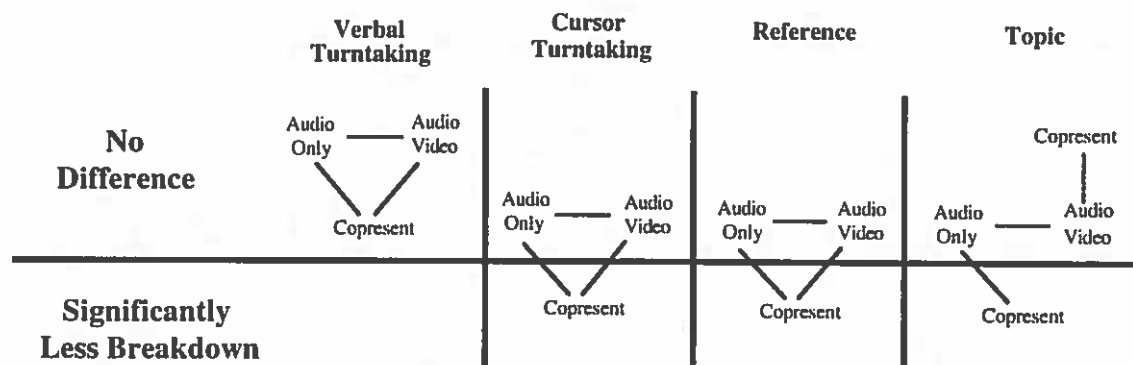 Verbal
Turntaking
Cursor
Turntaking
Reference
Topic
No
Difference
Audio
Only
Audio
Video
Copresent
Audio
Only
Audio
Video
Audio
Only
Audio
Video
Copresent
Audio
Only
Audio
Video
Significantly
Less Breakdown
Copresent
Copresent
Copresent